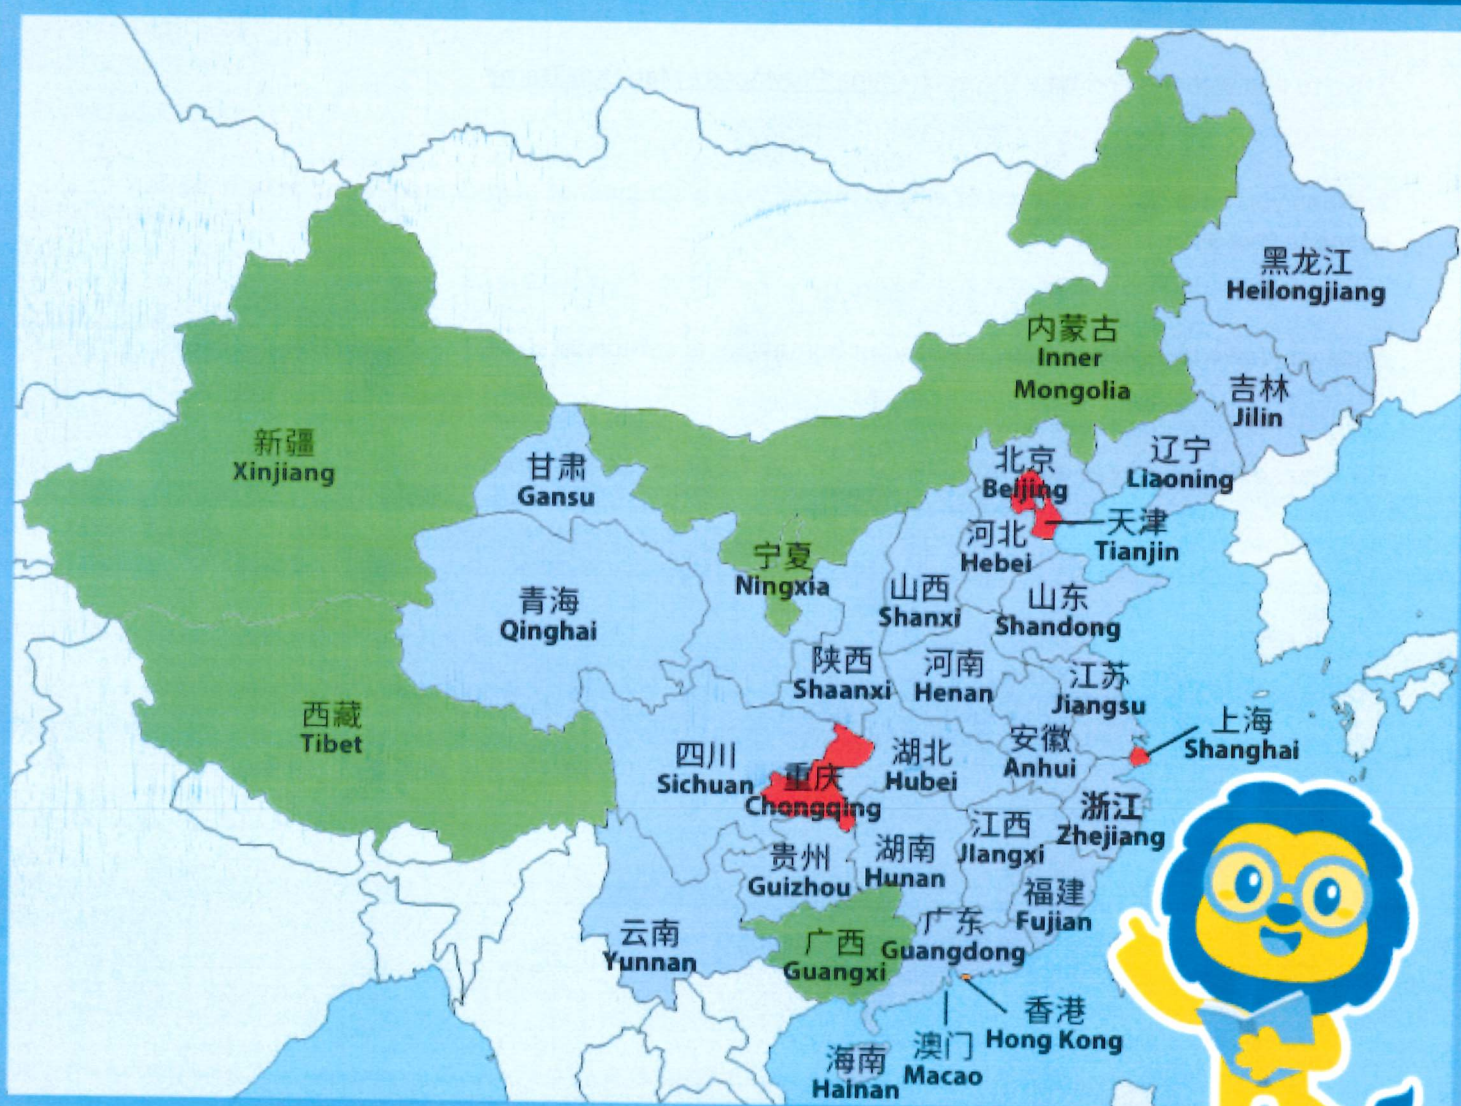 黑龙江
Heilongjiang
内蒙古
Inner
Mongolia
吉林
Jilin
新疆
Xinjiang
甘肃
Gansu
北京
Beijing
辽宁
Liaoning
天津
Tianjin
河北
Hebei
宁夏
Ningxia
青海
Qinghai
山西
Shanxi
山东
Shandong
陕西
Shaanxi
河南
Henan
江苏
Jiangsu
西藏
Tibet
上海
Shanghai
四川
Sichuan
重庆
Chongqing
湖北
Hubei
安徽
Anhui
浙江
Zhejiang
江西
JIangxi
贵州
Guizhou
湖南
Hunan
福建
Fujian
云南
Yunnan
广西
Guangxi
广东
Guangdong
香港
Hong Kong
澳门
Macao
海南
Hainan